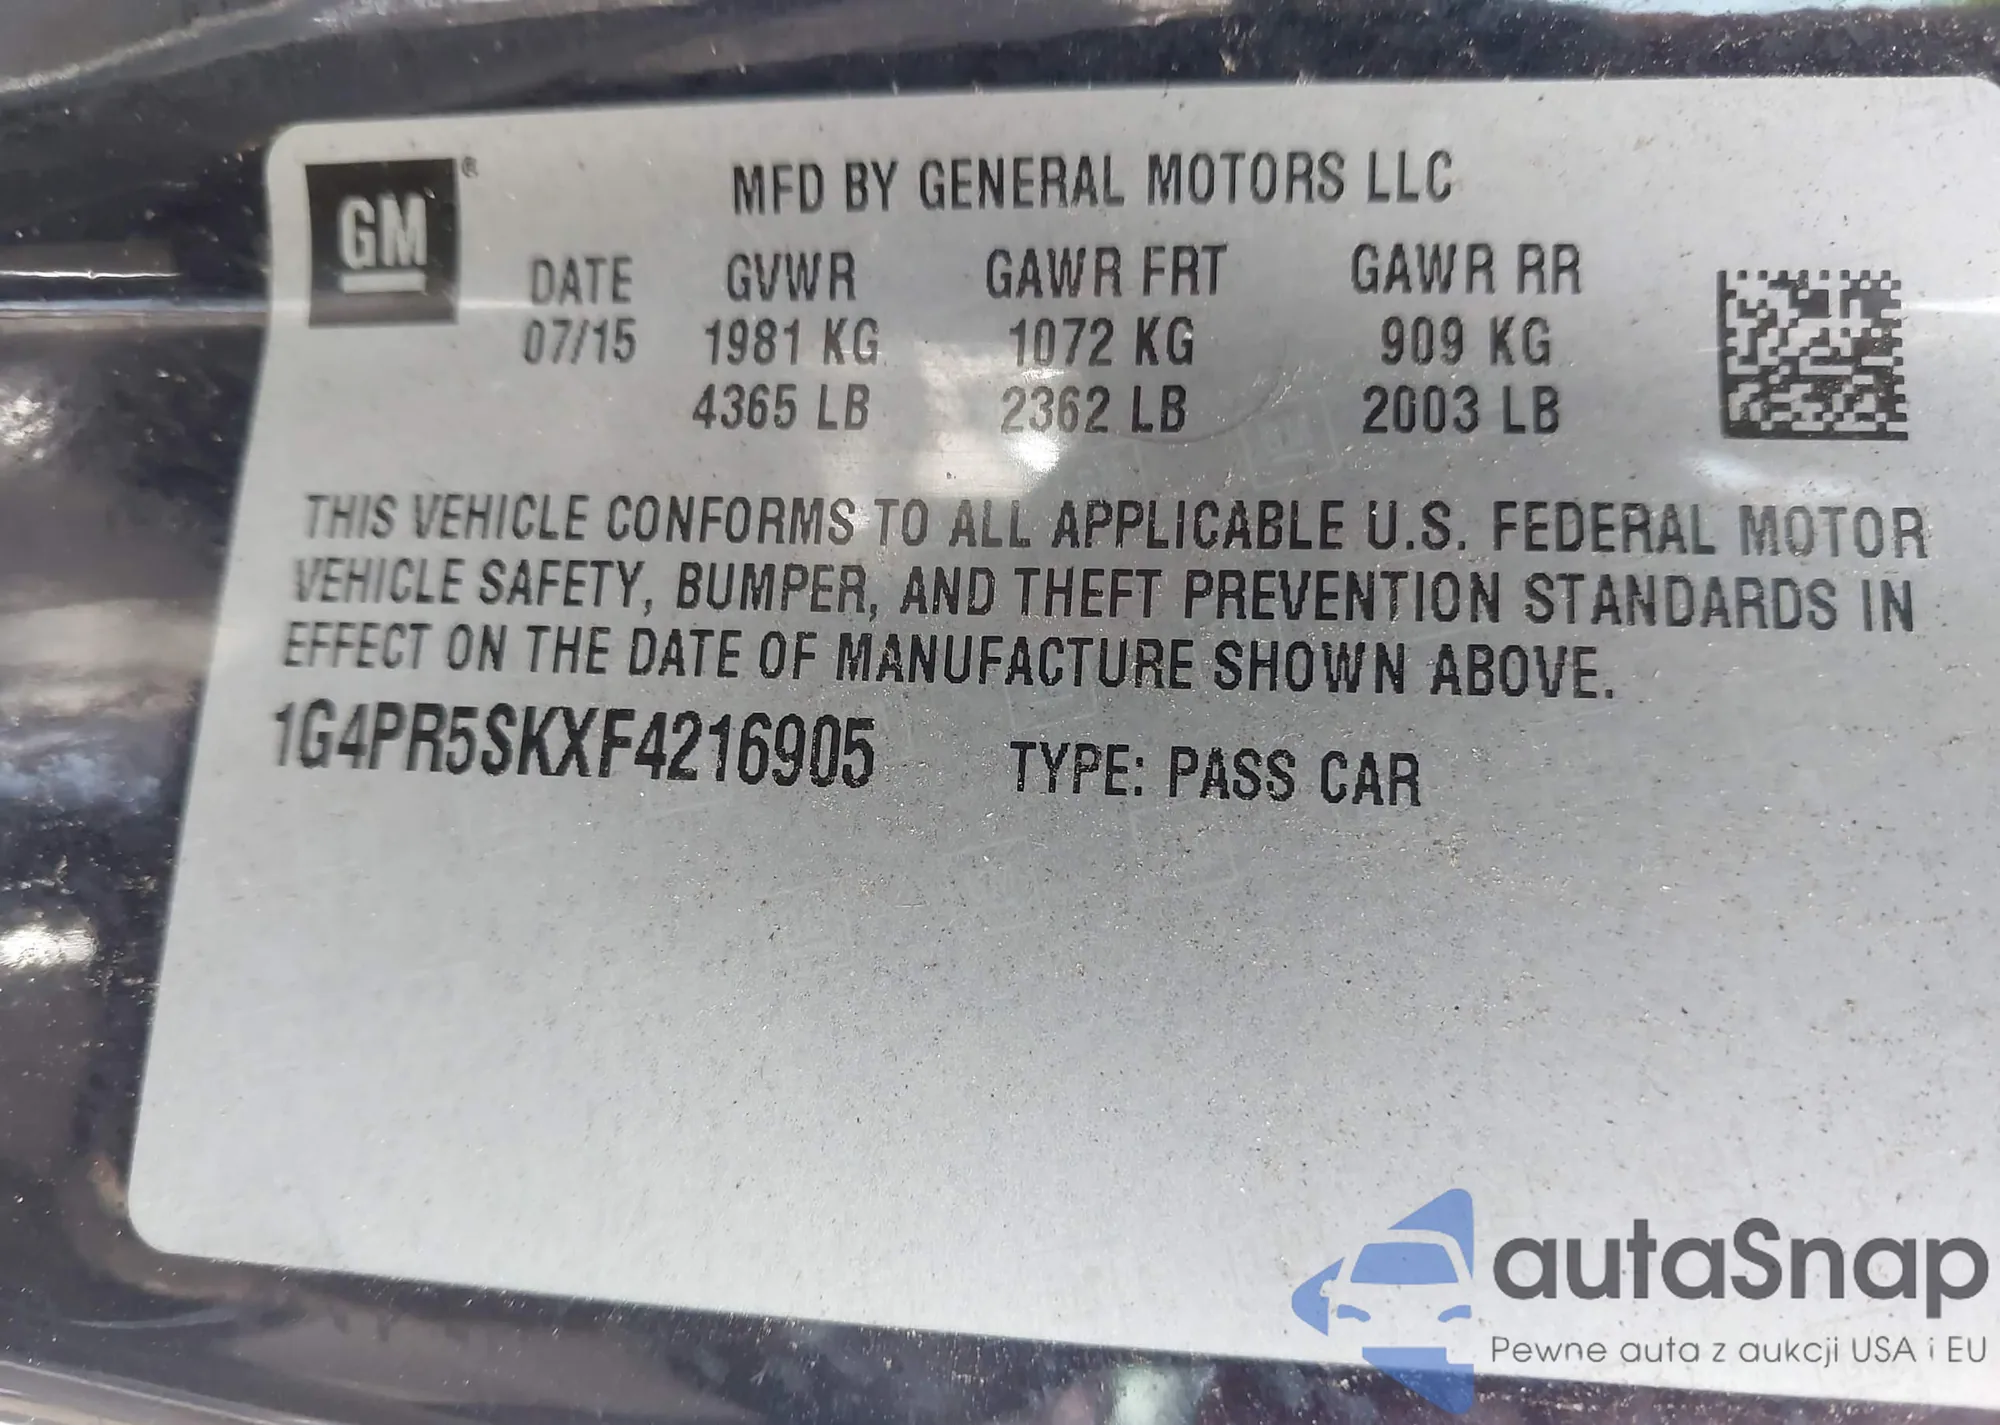 GM®
MFD BY GENERAL MOTORS LLC
DATE GVWR GAWR FRT GAWR RR
07/15 1981 KG 1072 KG 909 KG
4365 LB 2362 LB 2003 LB
THIS VEHICLE CONFORMS TO ALL APPLICABLE U.S. FEDERAL MOTOR
VEHICLE SAFETY, BUMPER, AND THEFT PREVENTION STANDARDS IN
EFFECT ON THE DATE OF MANUFACTURE SHOWN ABOVE.
1G4PR5SKXF4216905 TYPE: PASS CAR
autaSnap
Pewne auta z aukcji USA i EU